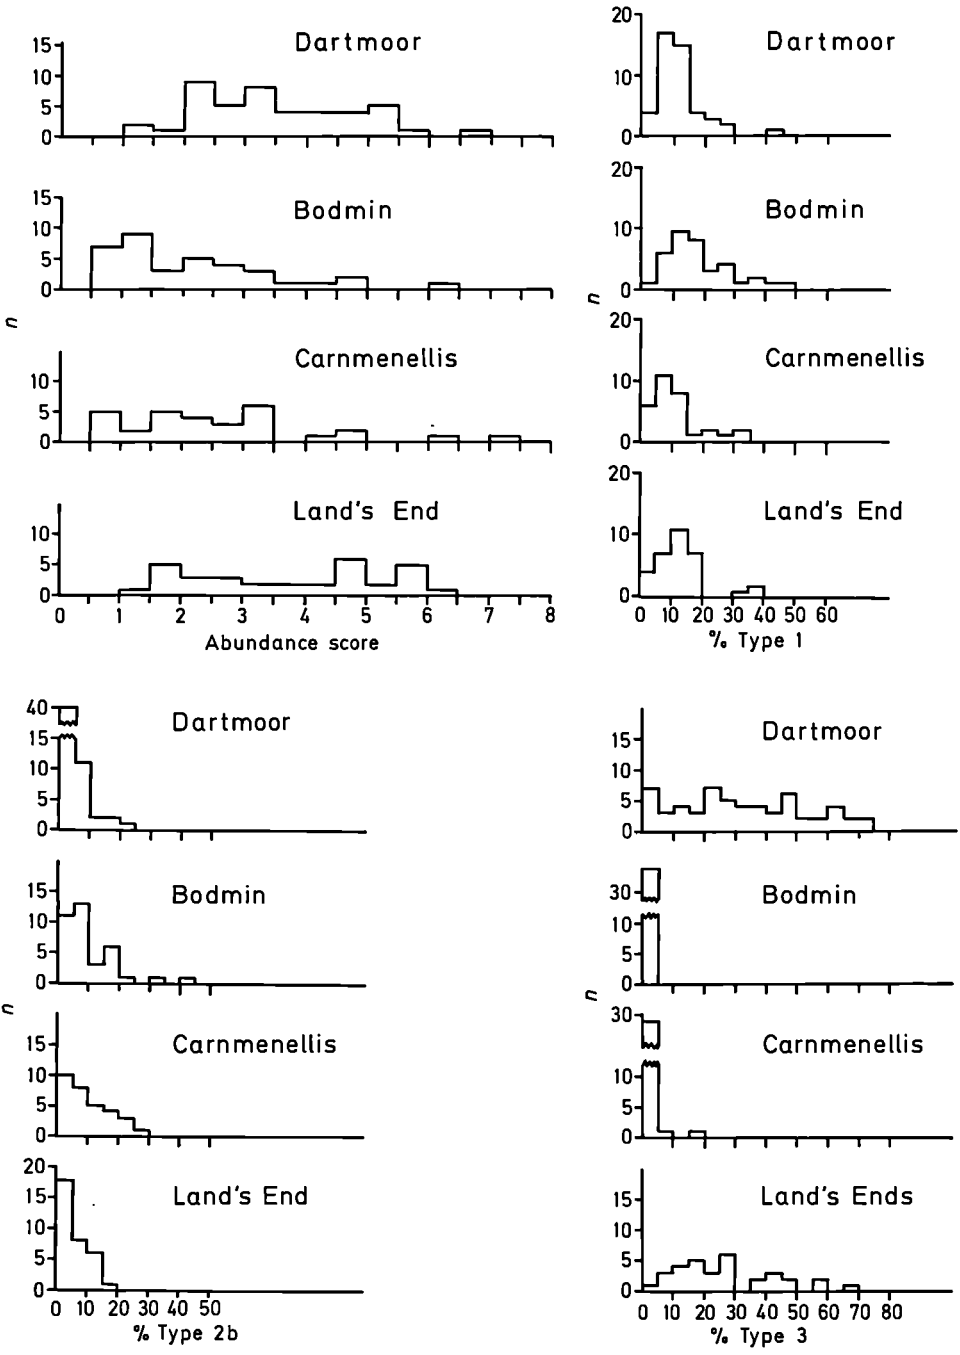 Dartmoor
15
10
5
0
Bodmin
15
10
5
0
n
Carnmenellis
10
5
0
Land's End
10
5
0
0 1 2 3 4 5 6 7 8
Abundance score
20
Dartmoor
10
0
20
Bodmin
10
0
n
20
Carnmenellis
10
0
20
Land's End
10
0
0 10 20 30 40 50 60
% Type 1
40
Dartmoor
15
10
5
0
Bodmin
15
10
5
0
n
Carnmenellis
15
10
5
0
20
Land's End
15
10
5
0
0 10 20 30 40 50
% Type 2b
Dartmoor
15
10
5
0
30
Bodmin
10
5
0
n
30
Carnmenellis
10
5
0
Land's Ends
15
10
5
0
0 10 20 30 40 50 60 70 80
% Type 3